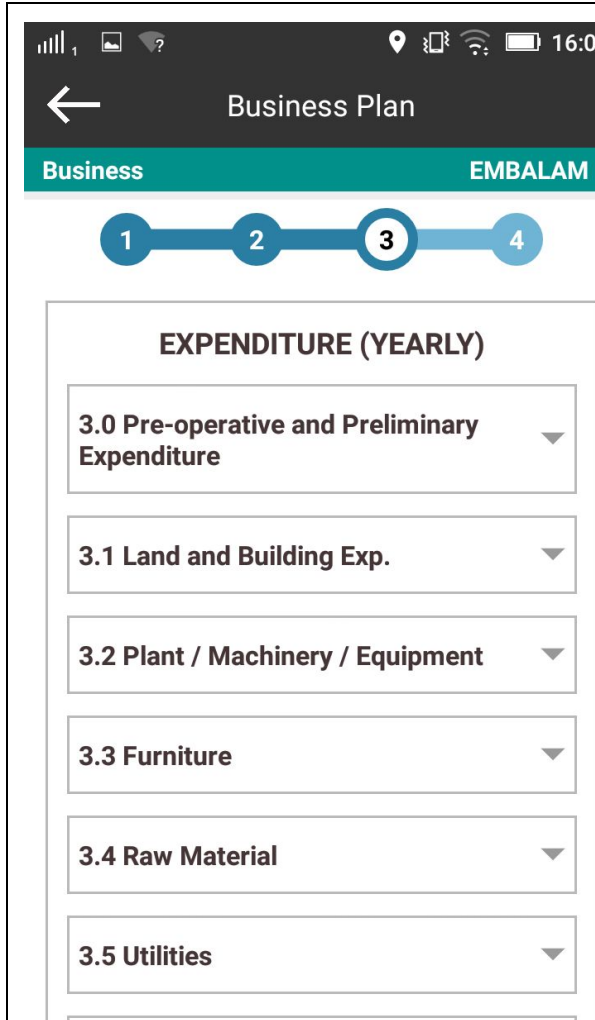 1 ? 16:0
Business Plan
Business EMBALAM
1 2 3 4
EXPENDITURE (YEARLY)
3.0 Pre-operative and Preliminary
Expenditure
3.1 Land and Building Exp.
3.2 Plant / Machinery / Equipment
3.3 Furniture
3.4 Raw Material
3.5 Utilities